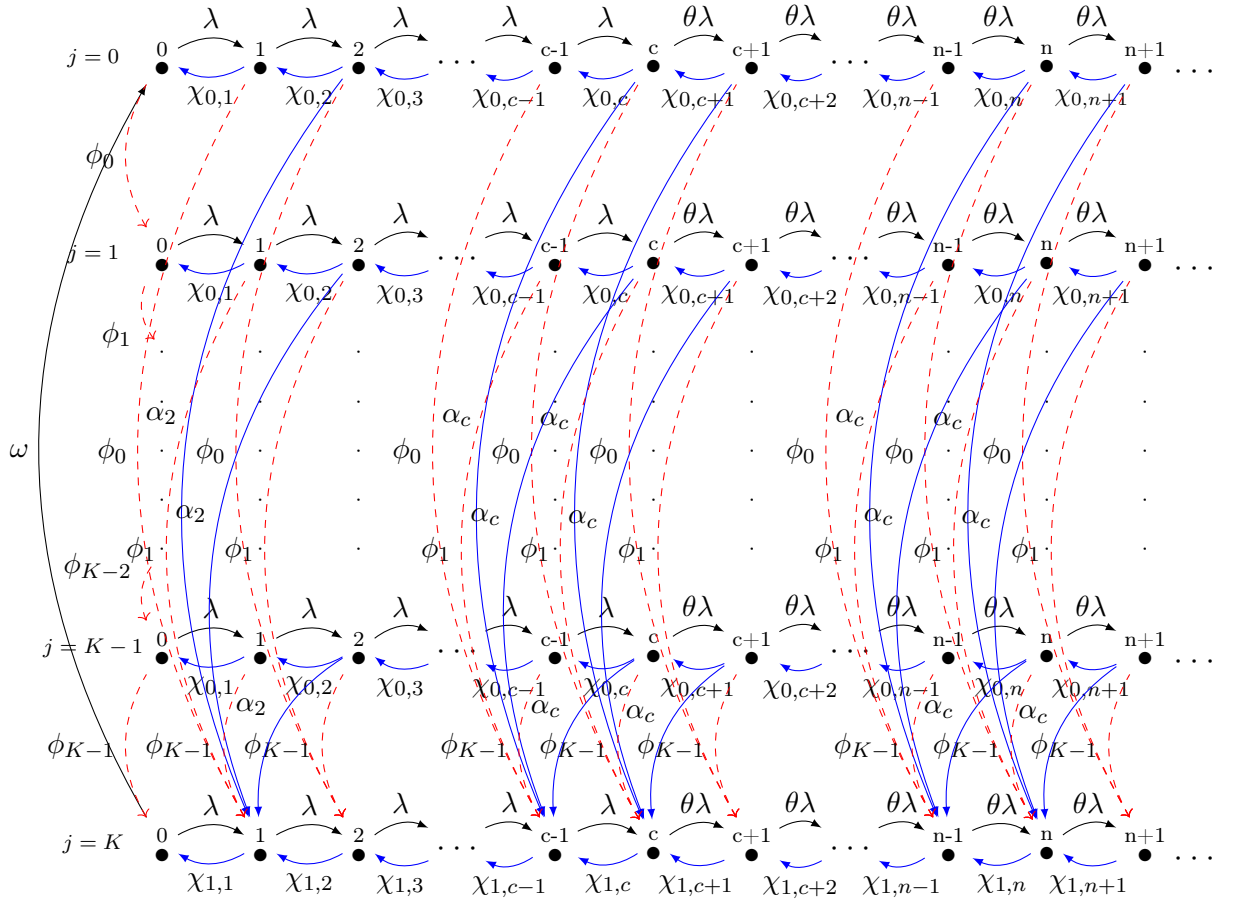 λ λ λ λ λ θλ θλ θλ θλ θλ
j = 0 0 1 2 · · · c-1 c c+1 · · · n-1 n n+1 · · ·
χ0,1 χ0,2 χ0,3 χ0,c−1 χ0,c χ0,c+1 χ0,c+2 χ0,n−1 χ0,n χ0,n+1
ϕ0
λ λ λ λ λ θλ θλ θλ θλ θλ
j = 1 0 1 2 · · · c-1 c c+1 · · · n-1 n n+1 · · ·
χ0,1 χ0,2 χ0,3 χ0,c−1 χ0,c χ0,c+1 χ0,c+2 χ0,n−1 χ0,n χ0,n+1
ϕ1
α2 αc αc αc αc
ω ϕ0 ϕ0 ϕ0 ϕ0 ϕ0 ϕ0 ϕ0 ϕ0
α2 αc αc αc αc
ϕ1 ϕ1 ϕ1 ϕ1 ϕ1 ϕ1 ϕ1 ϕ1
ϕK−2
λ λ λ λ λ θλ θλ θλ θλ θλ
j = K − 1 0 1 2 · · · c-1 c c+1 · · · n-1 n n+1 · · ·
χ0,1 χ0,2 χ0,3 χ0,c−1 χ0,c χ0,c+1 χ0,c+2 χ0,n−1 χ0,n χ0,n+1
α2 αc αc αc αc
ϕK−1 ϕK−1 ϕK−1 ϕK−1 ϕK−1 ϕK−1 ϕK−1 ϕK−1 ϕK−1
λ λ λ λ λ θλ θλ θλ θλ θλ
j = K 0 1 2 · · · c-1 c c+1 · · · n-1 n n+1 · · ·
χ1,1 χ1,2 χ1,3 χ1,c−1 χ1,c χ1,c+1 χ1,c+2 χ1,n−1 χ1,n χ1,n+1